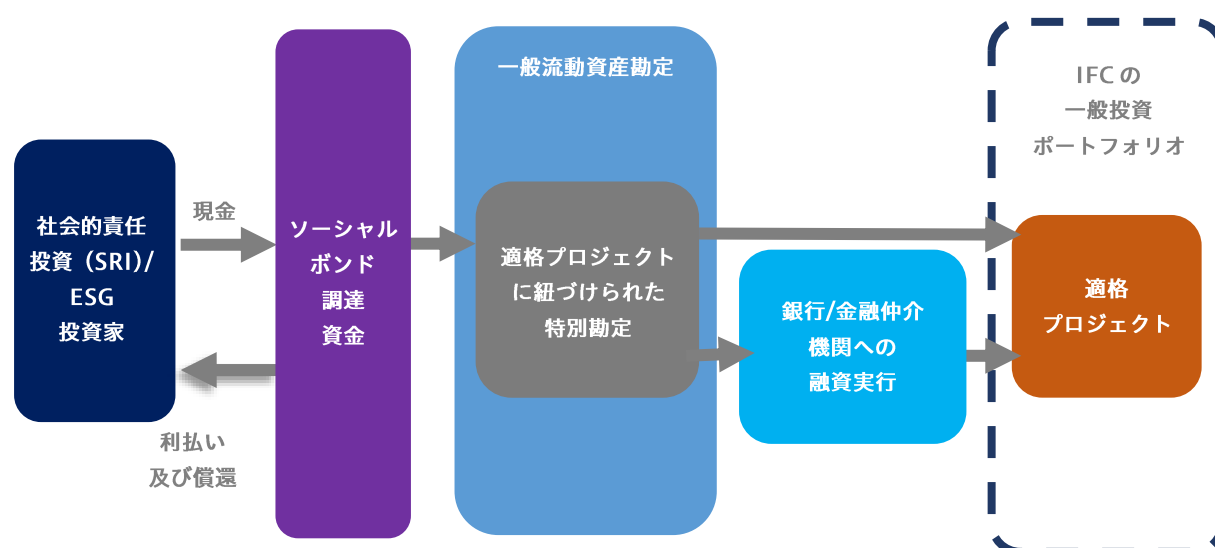 社会的責任
投資（SRI)/
ESG
投資家
現金
利払い
及び償還
ソーシャル
ボンド
調達
資金
一般流動資産勘定
適格プロジェクト
に紐づけられた
特別勘定
銀行/金融仲介
機関への
融資実行
IFC の
一般投資
ポートフォリオ
適格
プロジェクト